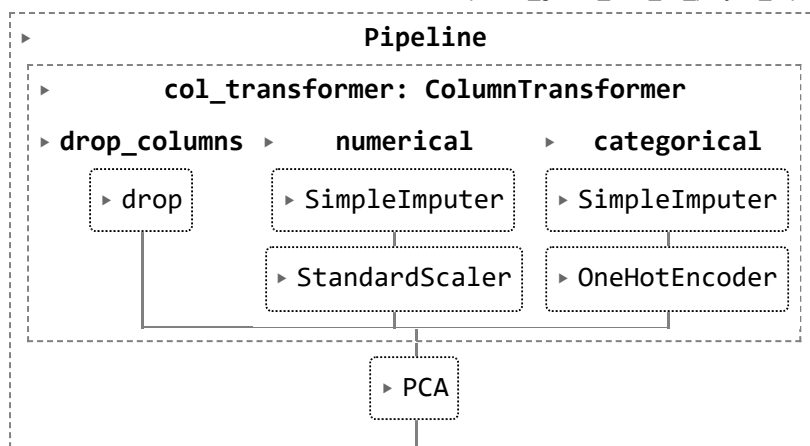 Pipeline
col_transformer: ColumnTransformer
drop_columns numerical categorical
drop SimpleImputer SimpleImputer
StandardScaler OneHotEncoder
PCA